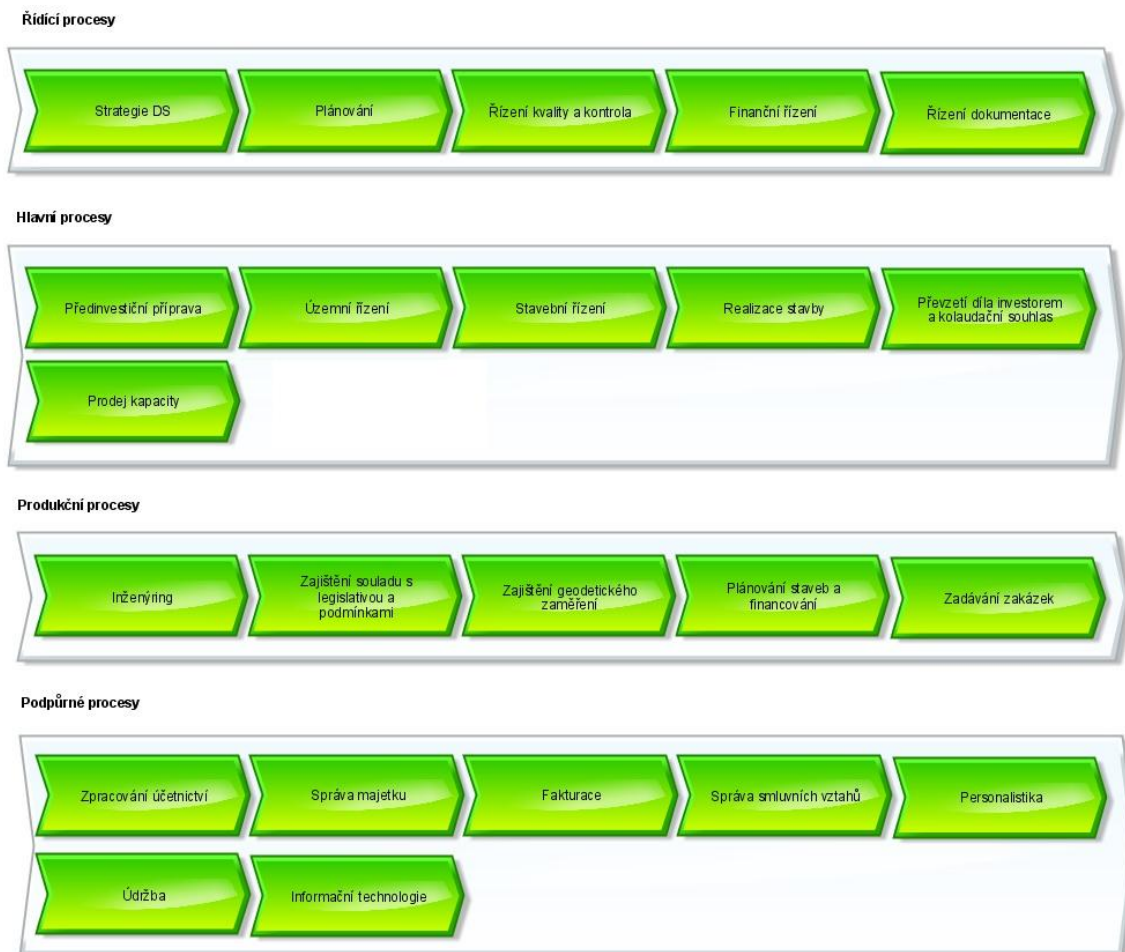 Řídící procesy
Strategie DS
Plánování
Řízení kvality a kontrola
Finanční řízení
Řízení dokumentace
Hlavní procesy
Předinvestiční příprava
Územní řízení
Stavební řízení
Realizace stavby
Převzetí díla investorem
a kolaudační souhlas
Prodej kapacity
Produkční procesy
Inženýring
Zajištění souladu s
legislativou a
podmínkami
Zajištění geodetického
zaměření
Plánování staveb a
financování
Zadávání zakázek
Podpůrné procesy
Zpracování účetnictví
Správa majetku
Fakturace
Správa smluvních vztahů
Personalistika
Údržba
Informační technologie